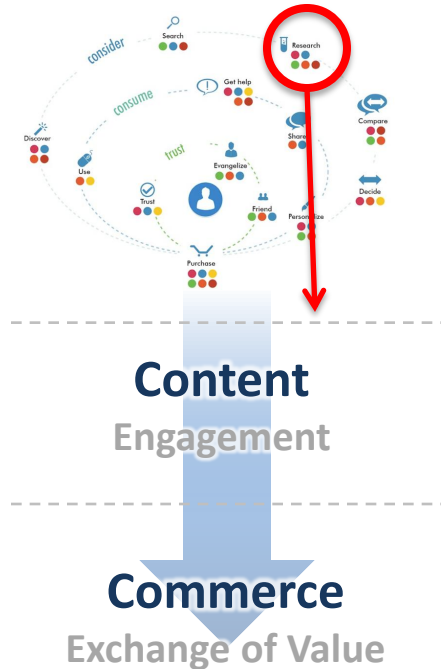 consider
Search
Research
consume
Get help
Discover
Compare
Share
Use
trust
Evangelize
Decide
Trust
Friend
Personalize
Purchase
Content
Engagement
Commerce
Exchange of Value